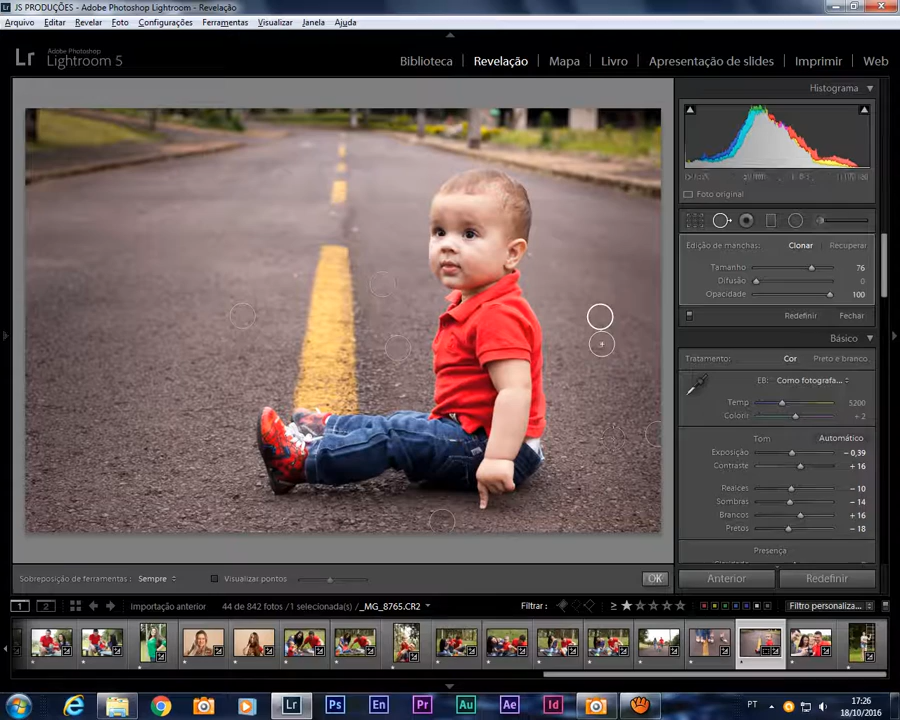 JS PRODUÇÕES - Adobe Photoshop Lightroom - Revelação
Arquivo Editar Revelar Foto Configurações Ferramentas Visualizar Janela Ajuda
Lr Adobe Photoshop
Lightroom 5
Biblioteca Revelação Mapa Livro Apresentação de slides Imprimir Web
Histograma
Foto original
Edição de manchas: Clonar Recuperar
Tamanho 76
Difusão 0
Opacidade 100
Redefinir Fechar
Básico
Tratamento: Cor Preto e branco
EB: Como fotografa...
Temp 5200
Colorir + 2
Tom Automático
Exposição − 0,39
Contraste + 16
Realces − 10
Sombras − 14
Brancos + 16
Pretos − 18
Presença
Sobreposição de ferramentas : Sempre Visualizar pontos OK
Anterior Redefinir
1 2 Importação anterior 44 de 842 fotos /1 selecionada(s) /_MG_8765.CR2 Filtrar : ≥ Filtro personaliza...
Lr Ps En Pr Au Ae Id PT 17:26
18/10/2016